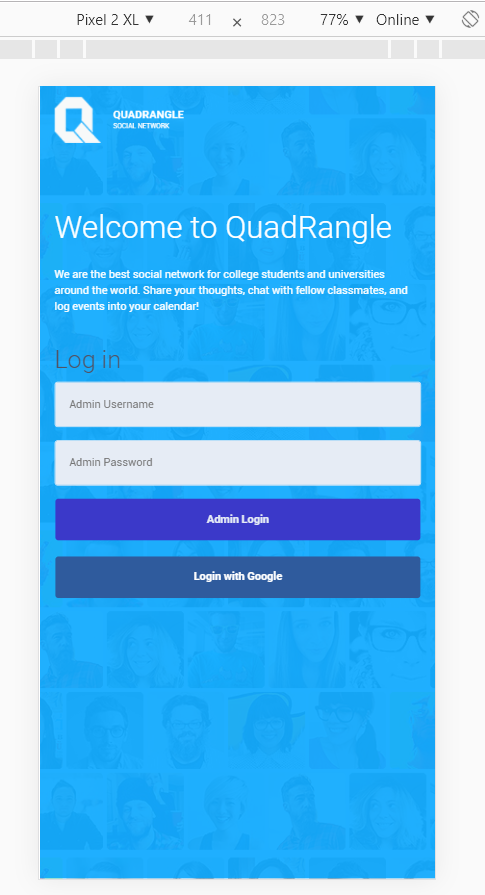 Pixel 2 XL ▼ 411 × 823 77% ▼ Online ▼
QUADRANGLE
SOCIAL NETWORK
Welcome to QuadRangle
We are the best social network for college students and universities
around the world. Share your thoughts, chat with fellow classmates, and
log events into your calendar!
Log in
Admin Username
Admin Password
Admin Login
Login with Google